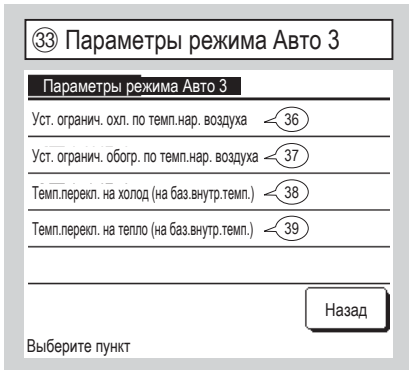 33 Параметры режима Авто 3
Параметры режима Авто 3
Уст. огранич. охл. по темп.нар. воздуха 36
Уст. огранич. обогр. по темп.нар. воздуха 37
Темп.перекл. на холод (на баз.внутр.темп.) 38
Темп.перекл. на тепло (на баз.внутр.темп.) 39
Назад
Выберите пункт